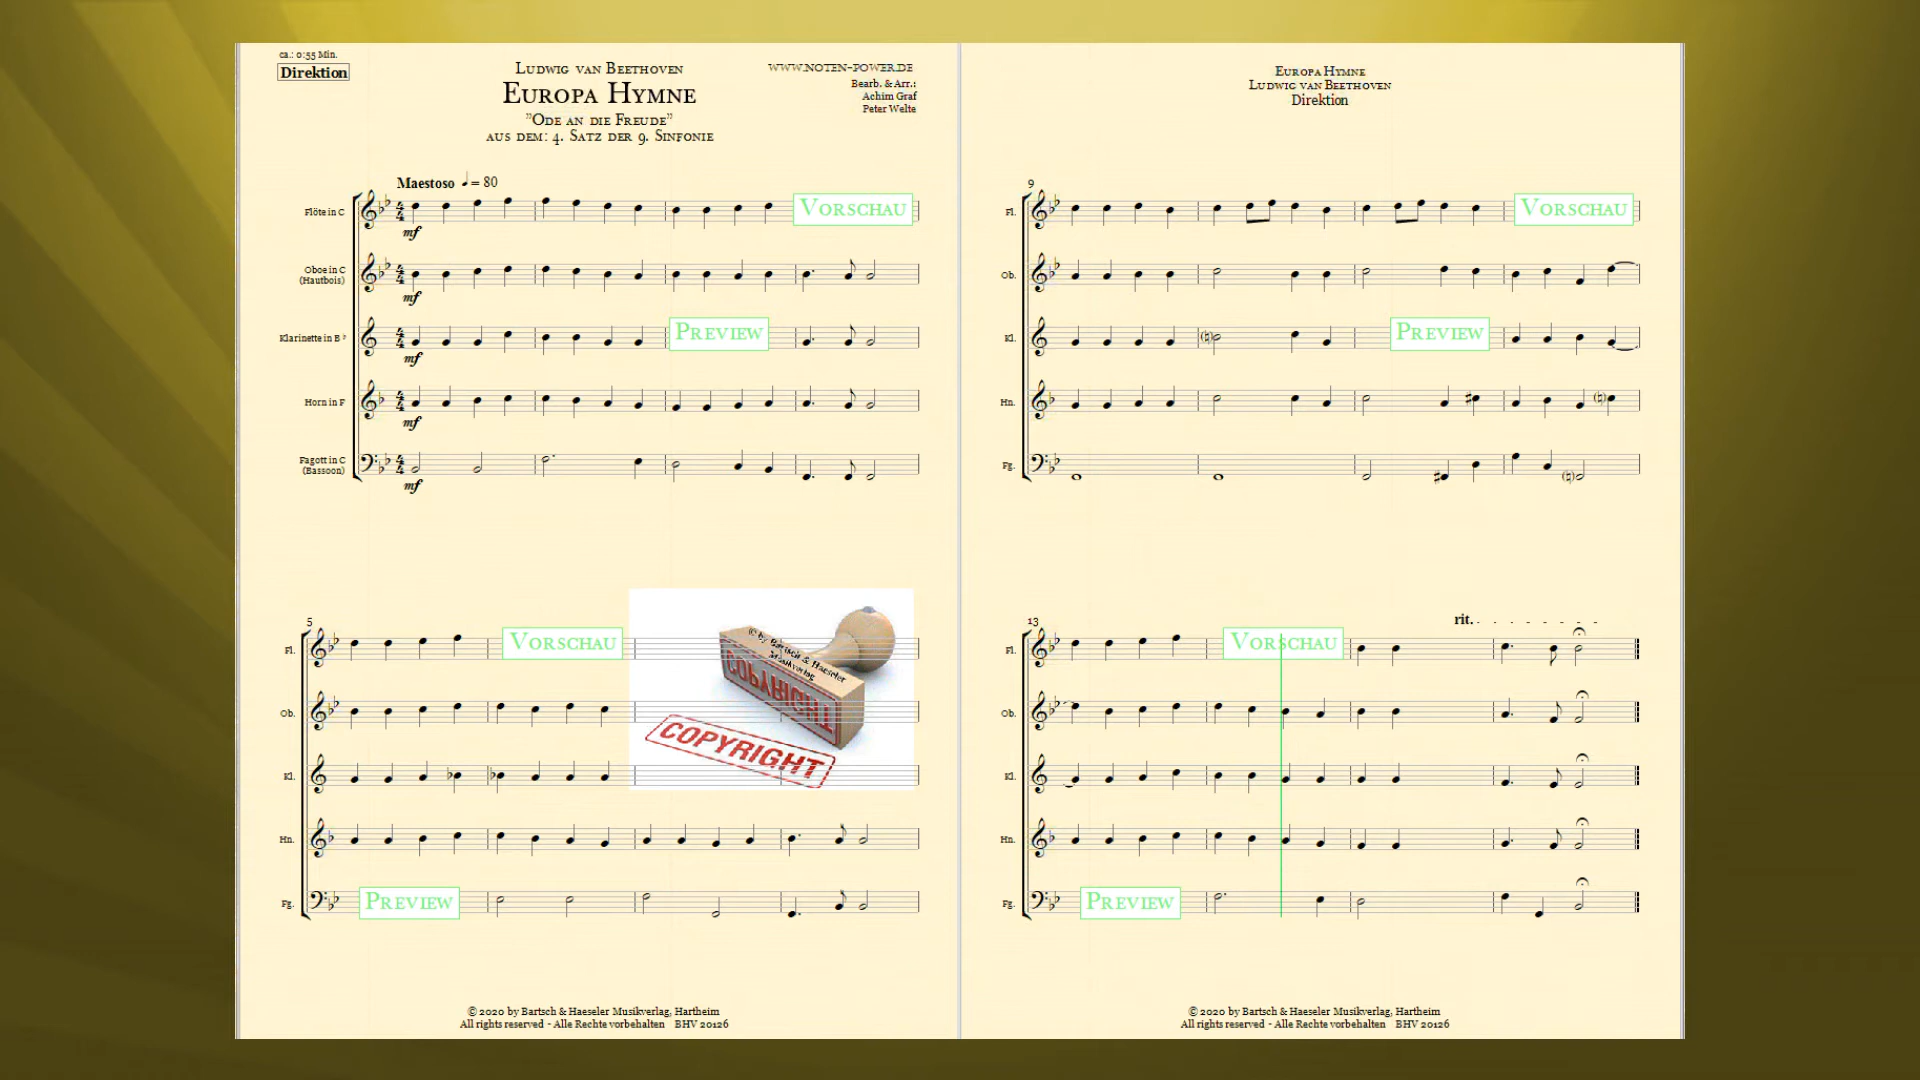 ca.: 0:55 Min.
Direktion
Ludwig van Beethoven
Europa Hymne
"Ode an die Freude"
aus dem: 4. Satz der 9. Sinfonie
www.noten-power.de
Bearb. & Arr.:
Achim Graf
Peter Welte
Maestoso ♩ = 80
Flöte in C
Vorschau
mf
Oboe in C
(Hautbois)
mf
Klarinette in B♭
Preview
mf
Horn in F
mf
Fagott in C
(Bassoon)
mf
5
Fl.
Vorschau
Ob.
Kl.
Hn.
Fg.
Preview
(C) by Bartsch & Haeseler
Musikverlag
COPYRIGHT
COPYRIGHT
© 2020 by Bartsch & Haeseler Musikverlag, Hartheim
All rights reserved - Alle Rechte vorbehalten BHV 20126
Europa Hymne
Ludwig van Beethoven
Direktion
9
Fl.
Vorschau
Ob.
Kl.
Preview
Hn.
Fg.
13
rit.
Fl.
Vorschau
Ob.
Kl.
Hn.
Fg.
Preview
© 2020 by Bartsch & Haeseler Musikverlag, Hartheim
All rights reserved - Alle Rechte vorbehalten BHV 20126